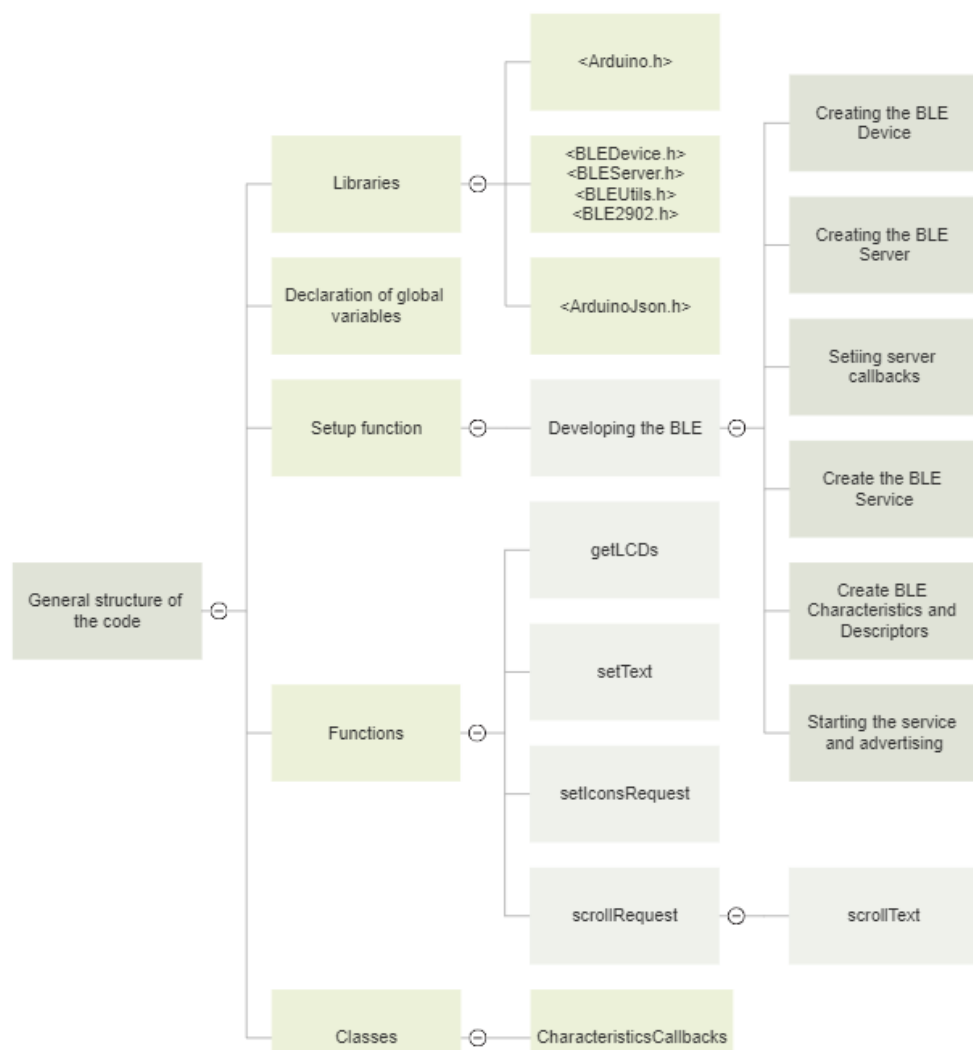 <Arduino.h>
Creating the BLE
Device
Libraries
<BLEDevice.h>
<BLEServer.h>
<BLEUtils.h>
<BLE2902.h>
Creating the BLE
Server
Declaration of global
variables
<ArduinoJson.h>
Setiing server
callbacks
Setup function
Developing the BLE
Create the BLE
Service
getLCDs
General structure of
the code
Create BLE
Characteristics and
Descriptors
setText
Functions
Starting the service
and advertising
setIconsRequest
scrollRequest
scrollText
Classes
CharacteristicsCallbacks